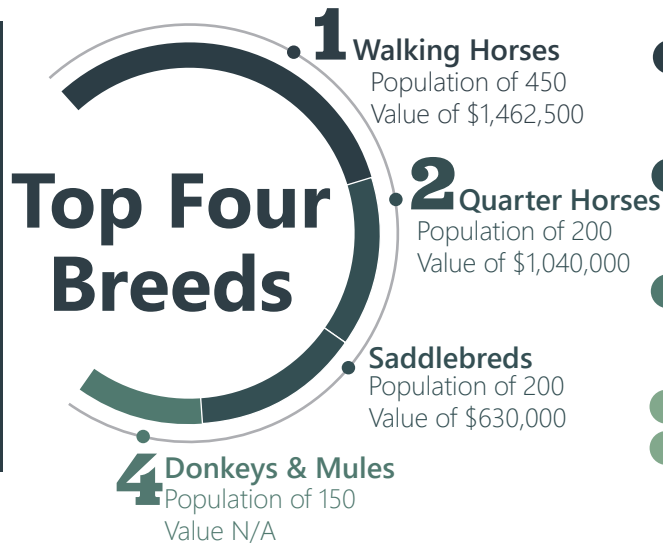 Top Four
Breeds
1 Walking Horses
Population of 450
Value of $1,462,500
2 Quarter Horses
Population of 200
Value of $1,040,000
Saddlebreds
Population of 200
Value of $630,000
4 Donkeys & Mules
Population of 150
Value N/A